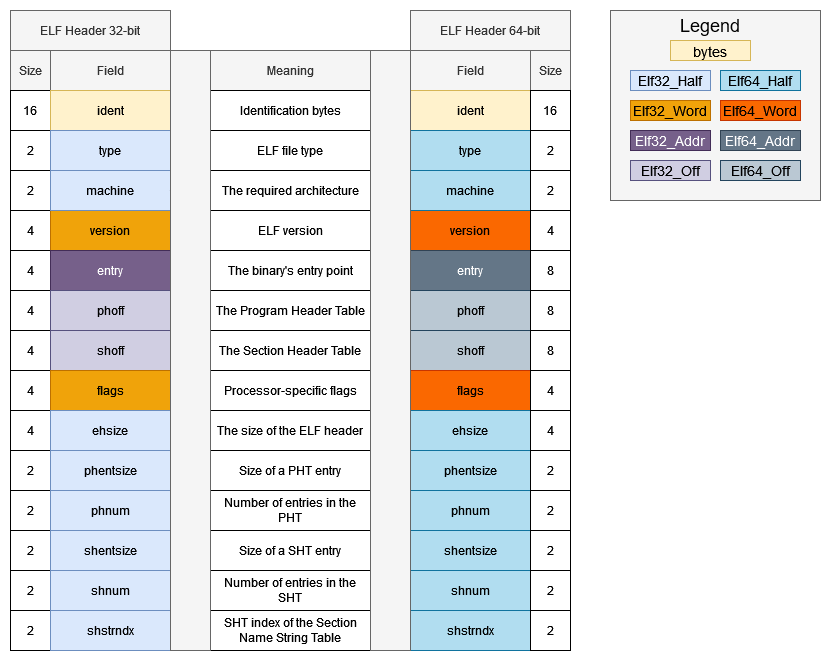 ELF Header 32-bit ELF Header 64-bit
Size Field Meaning Field Size
16 ident Identification bytes ident 16
2 type ELF file type type 2
2 machine The required architecture machine 2
4 version ELF version version 4
4 entry The binary's entry point entry 8
4 phoff The Program Header Table phoff 8
4 shoff The Section Header Table shoff 8
4 flags Processor-specific flags flags 4
4 ehsize The size of the ELF header ehsize 4
2 phentsize Size of a PHT entry phentsize 2
2 phnum Number of entries in the
PHT phnum 2
2 shentsize Size of a SHT entry shentsize 2
2 shnum Number of entries in the
SHT shnum 2
2 shstrndx SHT index of the Section
Name String Table shstrndx 2
Legend
bytes
Elf32_Half Elf64_Half
Elf32_Word Elf64_Word
Elf32_Addr Elf64_Addr
Elf32_Off Elf64_Off